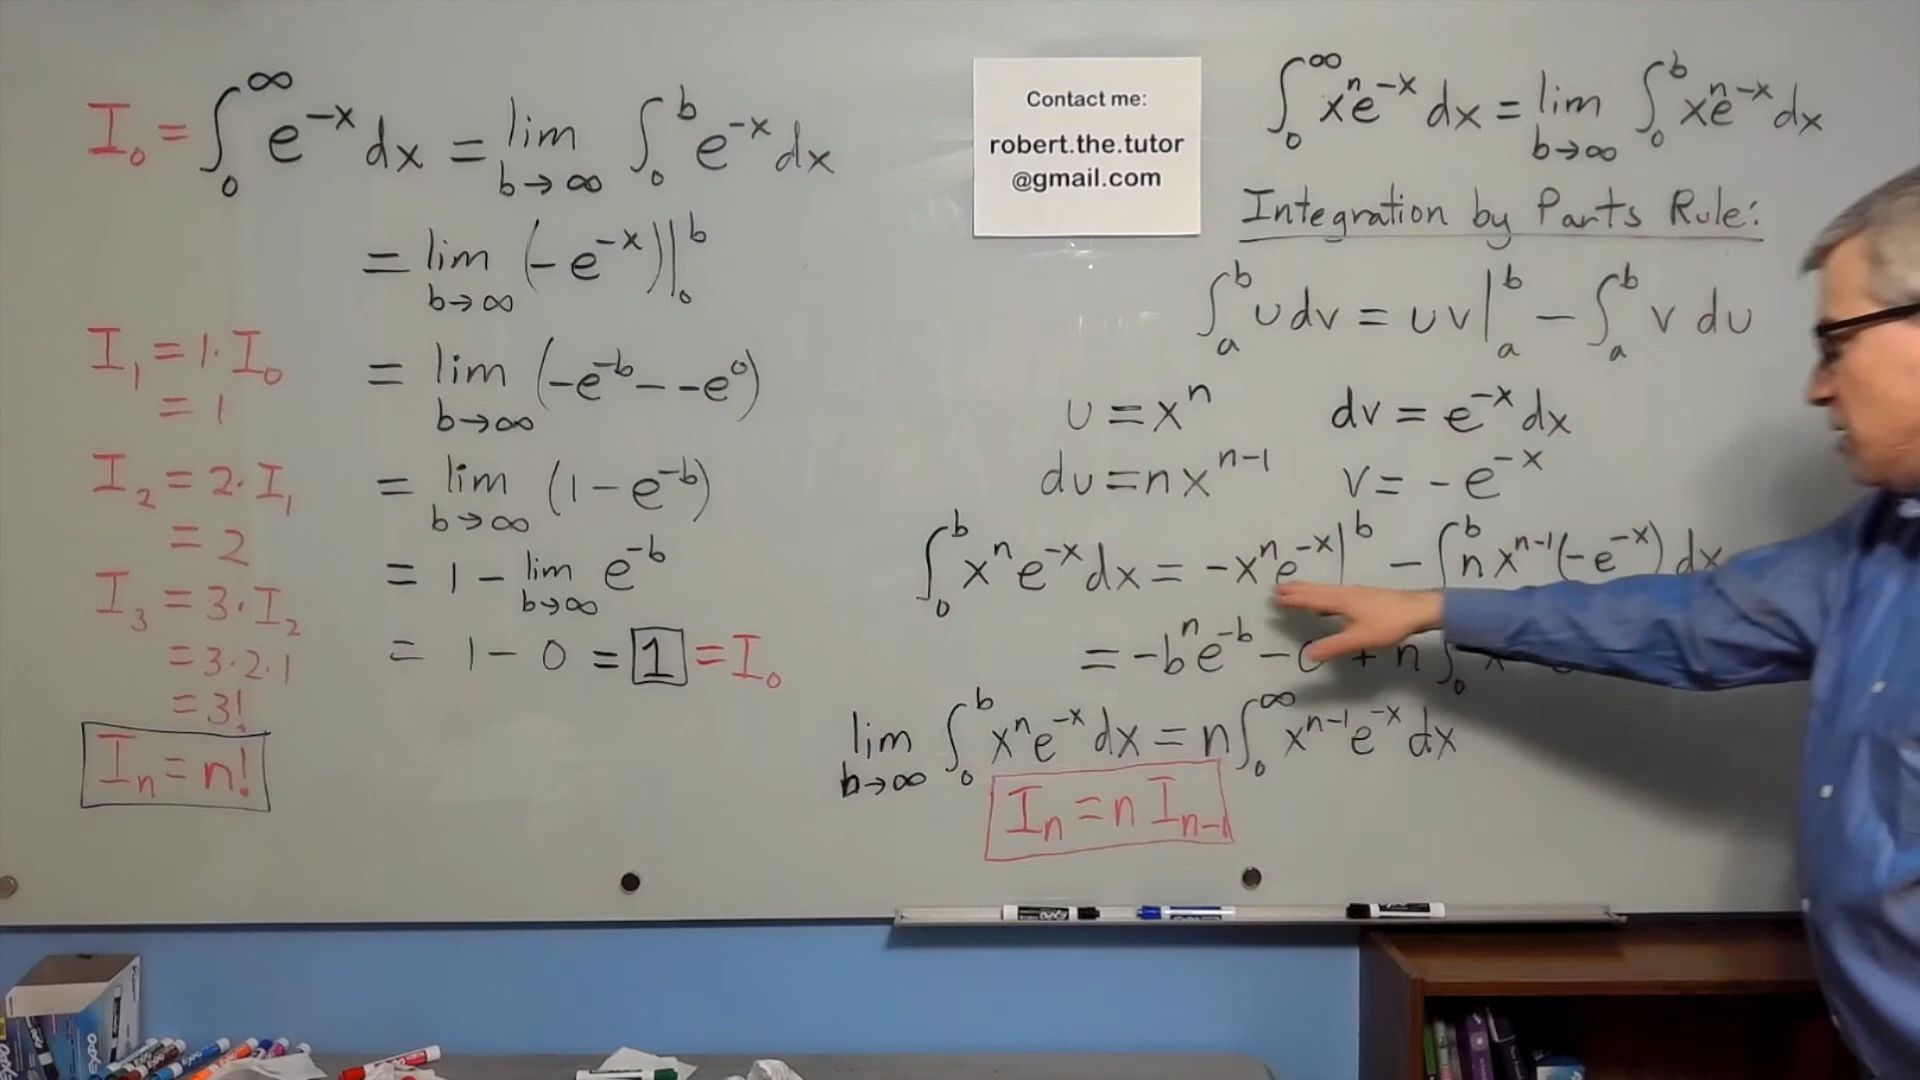 I₀ = ∫₀^∞ e^{-x} dx = lim_{b→∞} ∫₀^b e^{-x} dx
= lim_{b→∞} (-e^{-x})|₀^b
= lim_{b→∞} (-e^{-b} - -e⁰)
= lim_{b→∞} (1 - e^{-b})
= 1 - lim_{b→∞} e^{-b}
= 1 - 0 = 1 = I₀
I₁ = 1·I₀
= 1
I₂ = 2·I₁
= 2
I₃ = 3·I₂
= 3·2·1
= 3!
Iₙ = n!
Contact me:
robert.the.tutor
@gmail.com
∫₀^∞ xⁿe^{-x} dx = lim_{b→∞} ∫₀^b xⁿe^{-x} dx
Integration by Parts Rule:
∫ₐ^b u dv = uv|ₐ^b - ∫ₐ^b v du
u = xⁿ dv = e^{-x} dx
du = nx^{n-1} v = -e^{-x}
∫₀^b xⁿe^{-x} dx = -xⁿe^{-x}|^b - ∫^b nx^{n-1}(-e^{-x}) dx
= -bⁿe^{-b} - + n ∫₀
lim_{b→∞} ∫₀^b xⁿe^{-x} dx = n∫₀^∞ x^{n-1}e^{-x} dx
Iₙ = n I_{n-1}